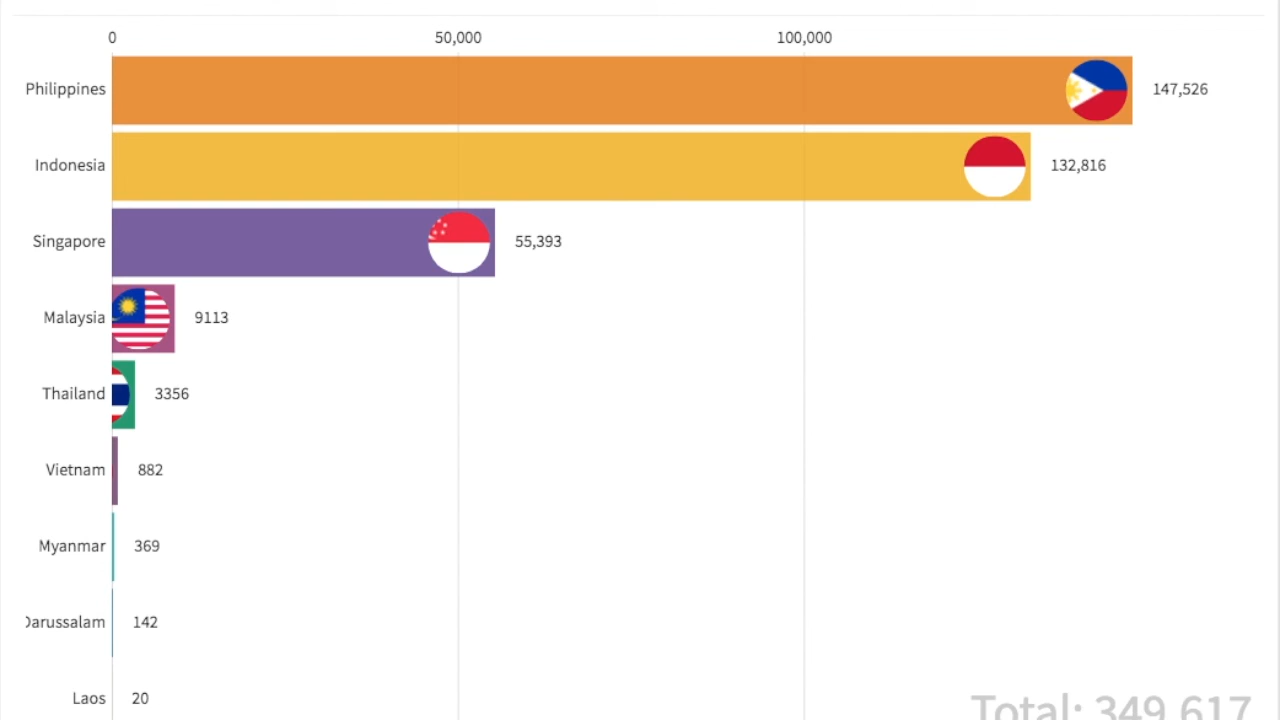 0 50,000 100,000
Philippines 147,526
Indonesia 132,816
Singapore 55,393
Malaysia 9113
Thailand 3356
Vietnam 882
Myanmar 369
Darussalam 142
Laos 20
Total: 349,617